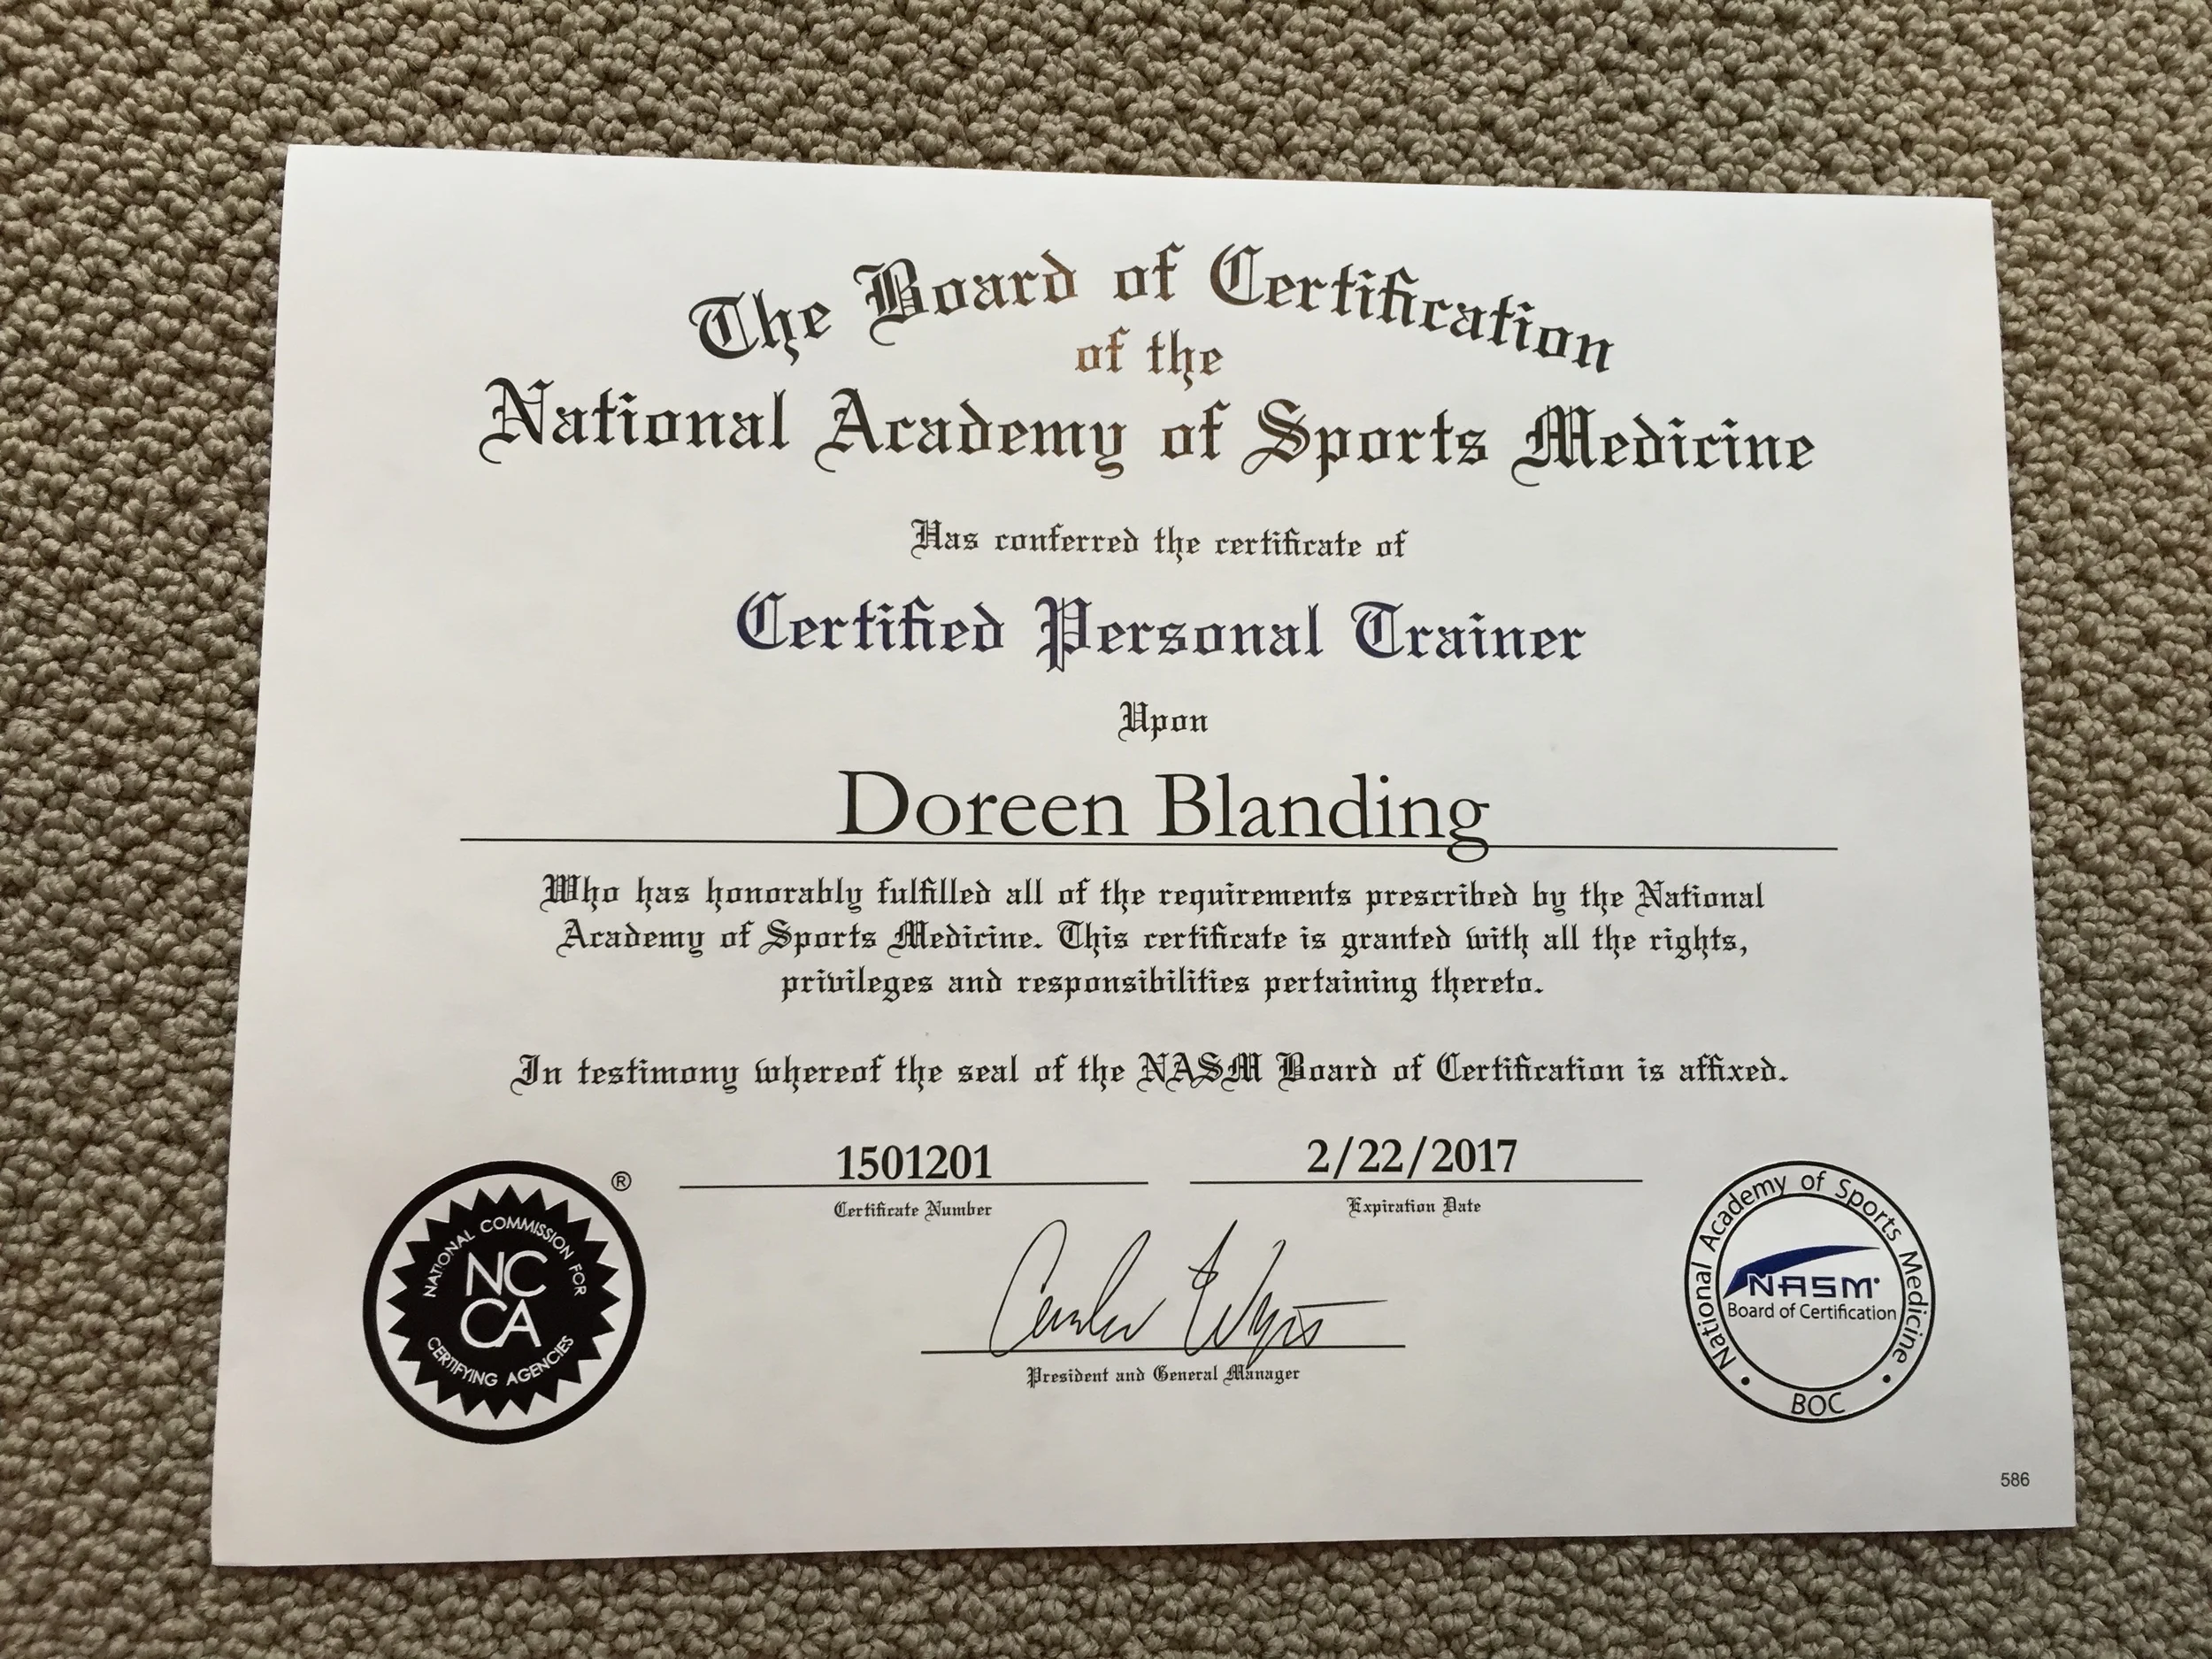 The Board of Certification
of the
National Academy of Sports Medicine
Has conferred the certificate of
Certified Personal Trainer
Upon
Doreen Blanding
Who has honorably fulfilled all of the requirements prescribed by the National
Academy of Sports Medicine. This certificate is granted with all the rights,
privileges and responsibilities pertaining thereto.
In testimony whereof the seal of the NASM Board of Certification is affixed.
1501201
Certificate Number
2/22/2017
Expiration Date
President and General Manager
®
NATIONAL COMMISSION FOR
NC
CA
CERTIFYING AGENCIES
National Academy of Sports Medicine
NASM
Board of Certification
• BOC •
586